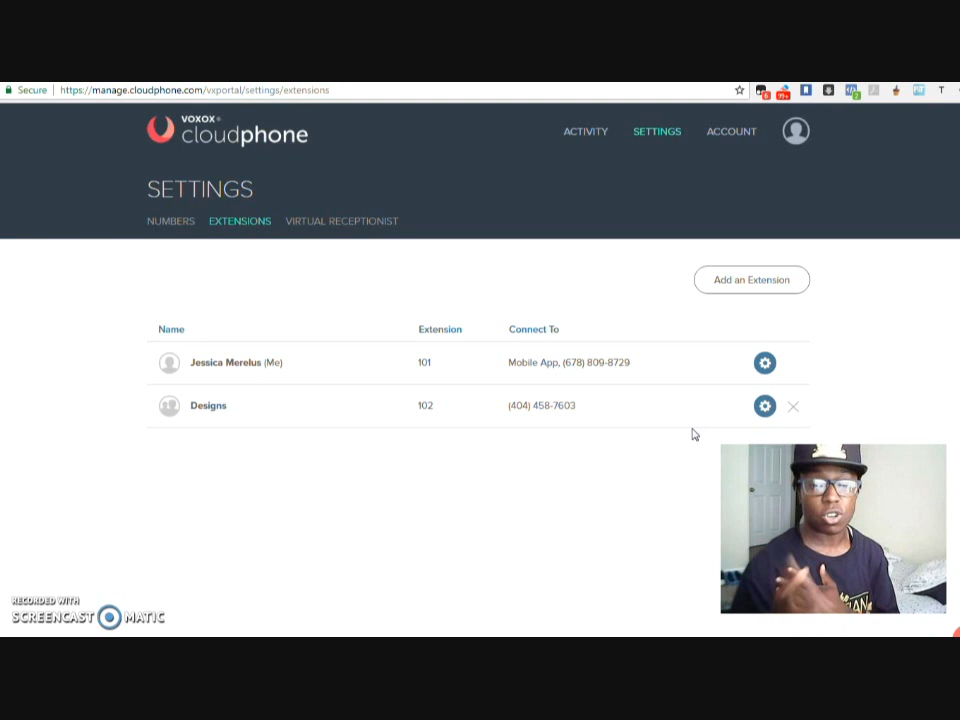 Secure https://manage.cloudphone.com/vxportal/settings/extensions
VOXOX
cloudphone
ACTIVITY SETTINGS ACCOUNT
SETTINGS
NUMBERS EXTENSIONS VIRTUAL RECEPTIONIST
Add an Extension
Name Extension Connect To
Jessica Merelus (Me) 101 Mobile App, (678) 809-8729
Designs 102 (404) 458-7603
RECORDED WITH
SCREENCAST MATIC